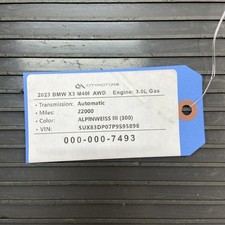 2023 BMW X3 M40I AWD Engine: 3.0L Gas
• Transmission: Automatic
• Miles: 22000
• Color: ALPINWEISS III (300)
• VIN: 5UX83DP07P9S95898
000-000-7493